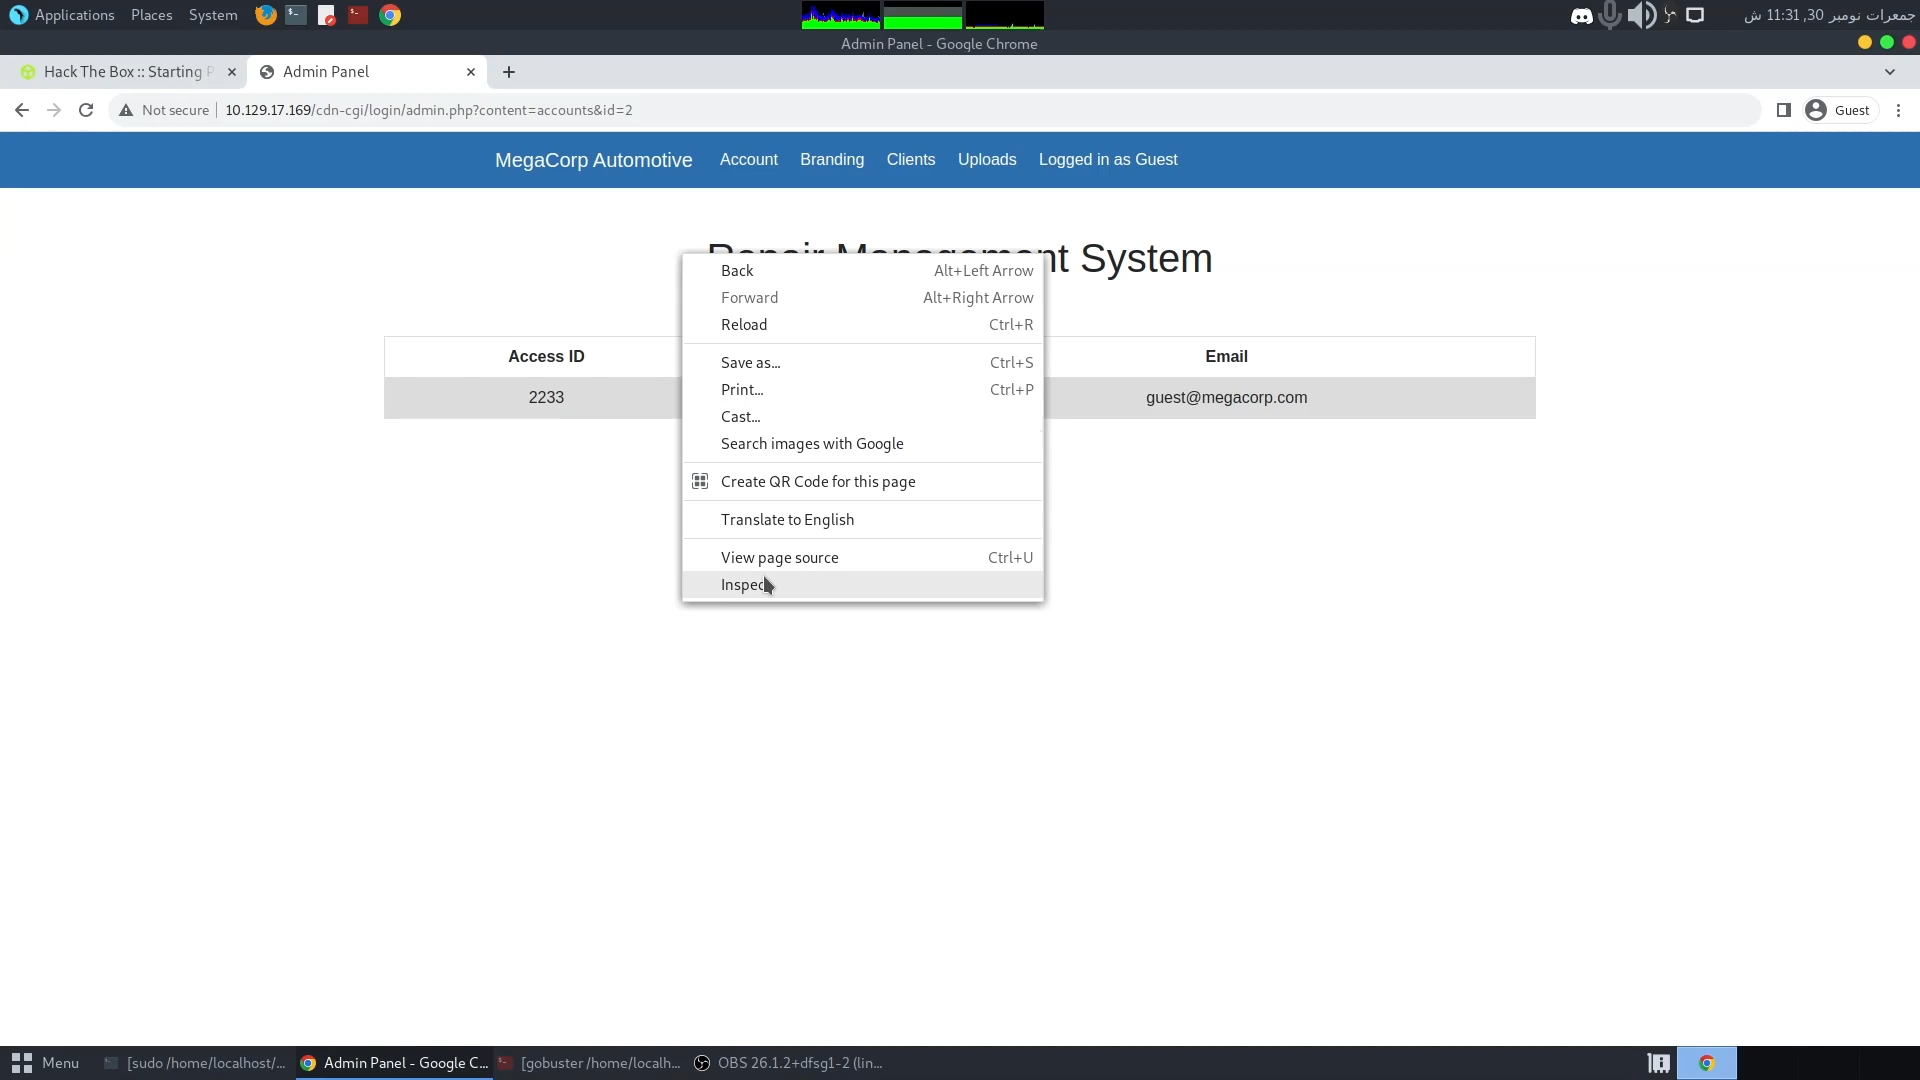 Applications Places System
جمعرات نومبر 30, 11:31 ش
Admin Panel - Google Chrome
Hack The Box :: Starting P
Admin Panel
Not secure 10.129.17.169/cdn-cgi/login/admin.php?content=accounts&id=2
Guest
MegaCorp Automotive Account Branding Clients Uploads Logged in as Guest
Repair Management System
Access ID Email
2233 guest@megacorp.com
Back Alt+Left Arrow
Forward Alt+Right Arrow
Reload Ctrl+R
Save as... Ctrl+S
Print... Ctrl+P
Cast...
Search images with Google
Create QR Code for this page
Translate to English
View page source Ctrl+U
Inspect
Menu [sudo /home/localhost/... Admin Panel - Google C... [gobuster /home/localh... OBS 26.1.2+dfsg1-2 (lin...